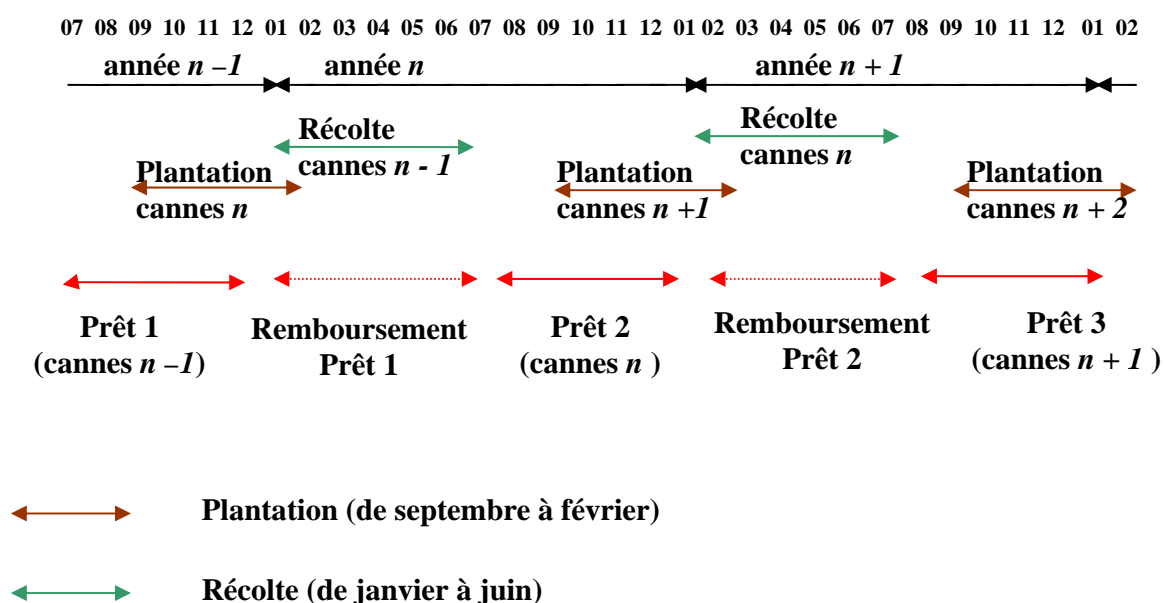 07 08 09 10 11 12 01 02 03 04 05 06 07 08 09 10 11 12 01 02 03 04 05 06 07 08 09 10 11 12 01 02
année n –1 année n année n + 1
Récolte
cannes n - 1
Récolte
cannes n
Plantation
cannes n
Plantation
cannes n +1
Plantation
cannes n + 2
Prêt 1
(cannes n –1)
Remboursement
Prêt 1
Prêt 2
(cannes n )
Remboursement
Prêt 2
Prêt 3
(cannes n + 1 )
Plantation (de septembre à février)
Récolte (de janvier à juin)